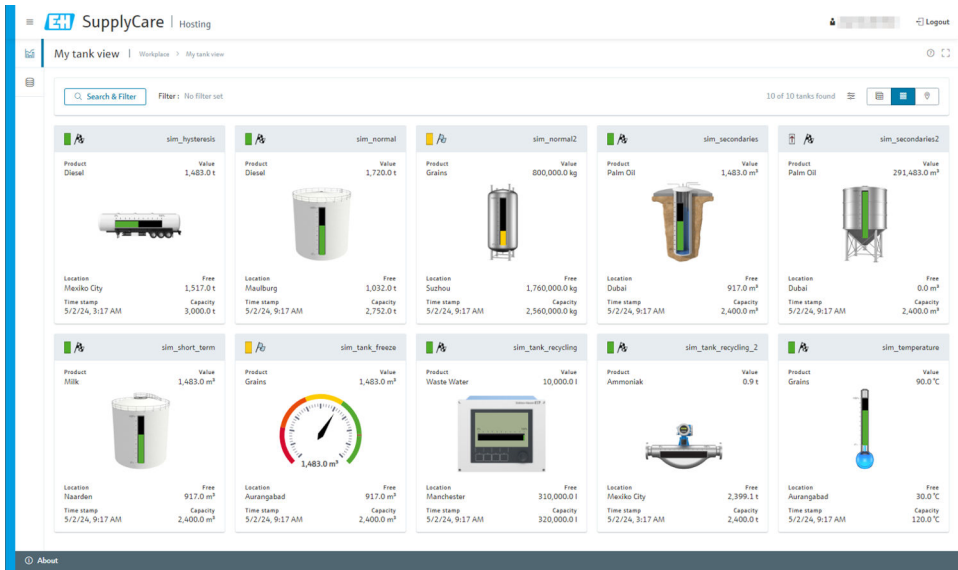 EH SupplyCare | Hosting
Logout
My tank view | Workplace > My tank view
Search & Filter Filter : No filter set
10 of 10 tanks found
sim_hysteresis
Product Value
Diesel 1,483.0 t
Location Free
Mexiko City 1,517.0 t
Time stamp Capacity
5/2/24, 3:17 AM 3,000.0 t
sim_normal
Product Value
Diesel 1,720.0 t
Location Free
Maulburg 1,032.0 t
Time stamp Capacity
5/2/24, 9:17 AM 2,752.0 t
sim_normal2
Product Value
Grains 800,000.0 kg
Location Free
Suzhou 1,760,000.0 kg
Time stamp Capacity
5/2/24, 9:17 AM 2,560,000.0 kg
sim_secondaries
Product Value
Palm Oil 1,483.0 m³
Location Free
Dubai 917.0 m³
Time stamp Capacity
5/2/24, 9:17 AM 2,400.0 m³
sim_secondaries2
Product Value
Palm Oil 291,483.0 m³
Location Free
Dubai 0.0 m³
Time stamp Capacity
5/2/24, 9:17 AM 2,400.0 m³
sim_short_term
Product Value
Milk 1,483.0 m³
Location Free
Naarden 917.0 m³
Time stamp Capacity
5/2/24, 9:17 AM 2,400.0 m³
sim_tank_freeze
Product Value
Grains 1,483.0 m³
1,483.0 m³
Location Free
Aurangabad 917.0 m³
Time stamp Capacity
5/2/24, 9:17 AM 2,400.0 m³
sim_tank_recycling
Product Value
Waste Water 10,000.0 l
Location Free
Manchester 310,000.0 l
Time stamp Capacity
5/2/24, 9:17 AM 320,000.0 l
sim_tank_recycling_2
Product Value
Ammoniak 0.9 t
Location Free
Mexiko City 2,399.1 t
Time stamp Capacity
5/2/24, 3:17 AM 2,400.0 t
sim_temperature
Product Value
Grains 90.0 °C
Location Free
Aurangabad 30.0 °C
Time stamp Capacity
5/2/24, 9:17 AM 120.0 °C
About